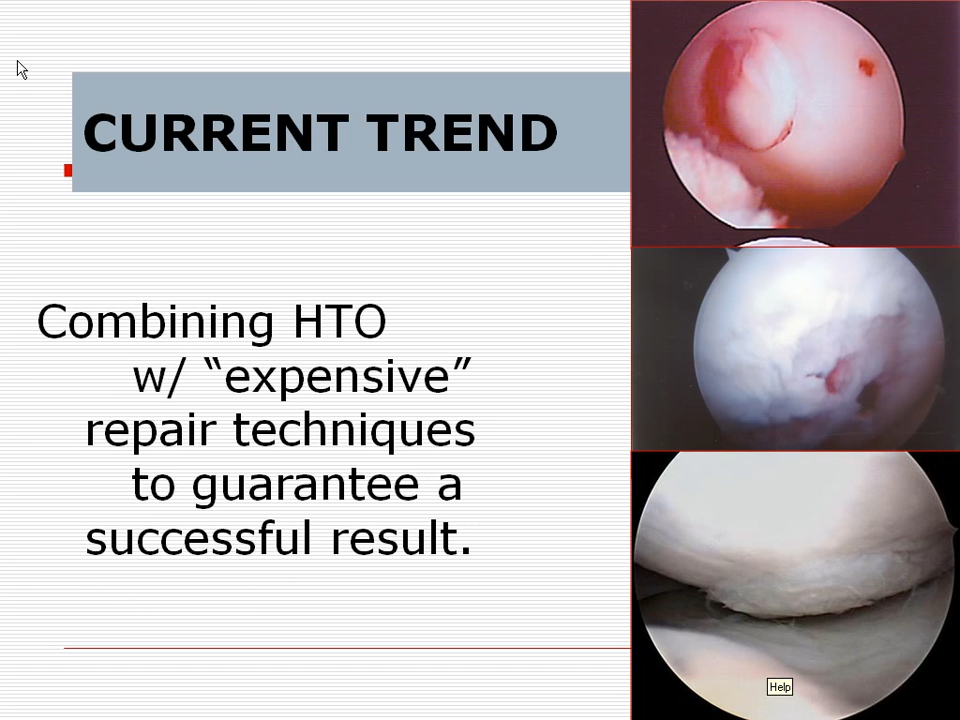 CURRENT TREND
Combining HTO
w/ “expensive”
repair techniques
to guarantee a
successful result.
Help